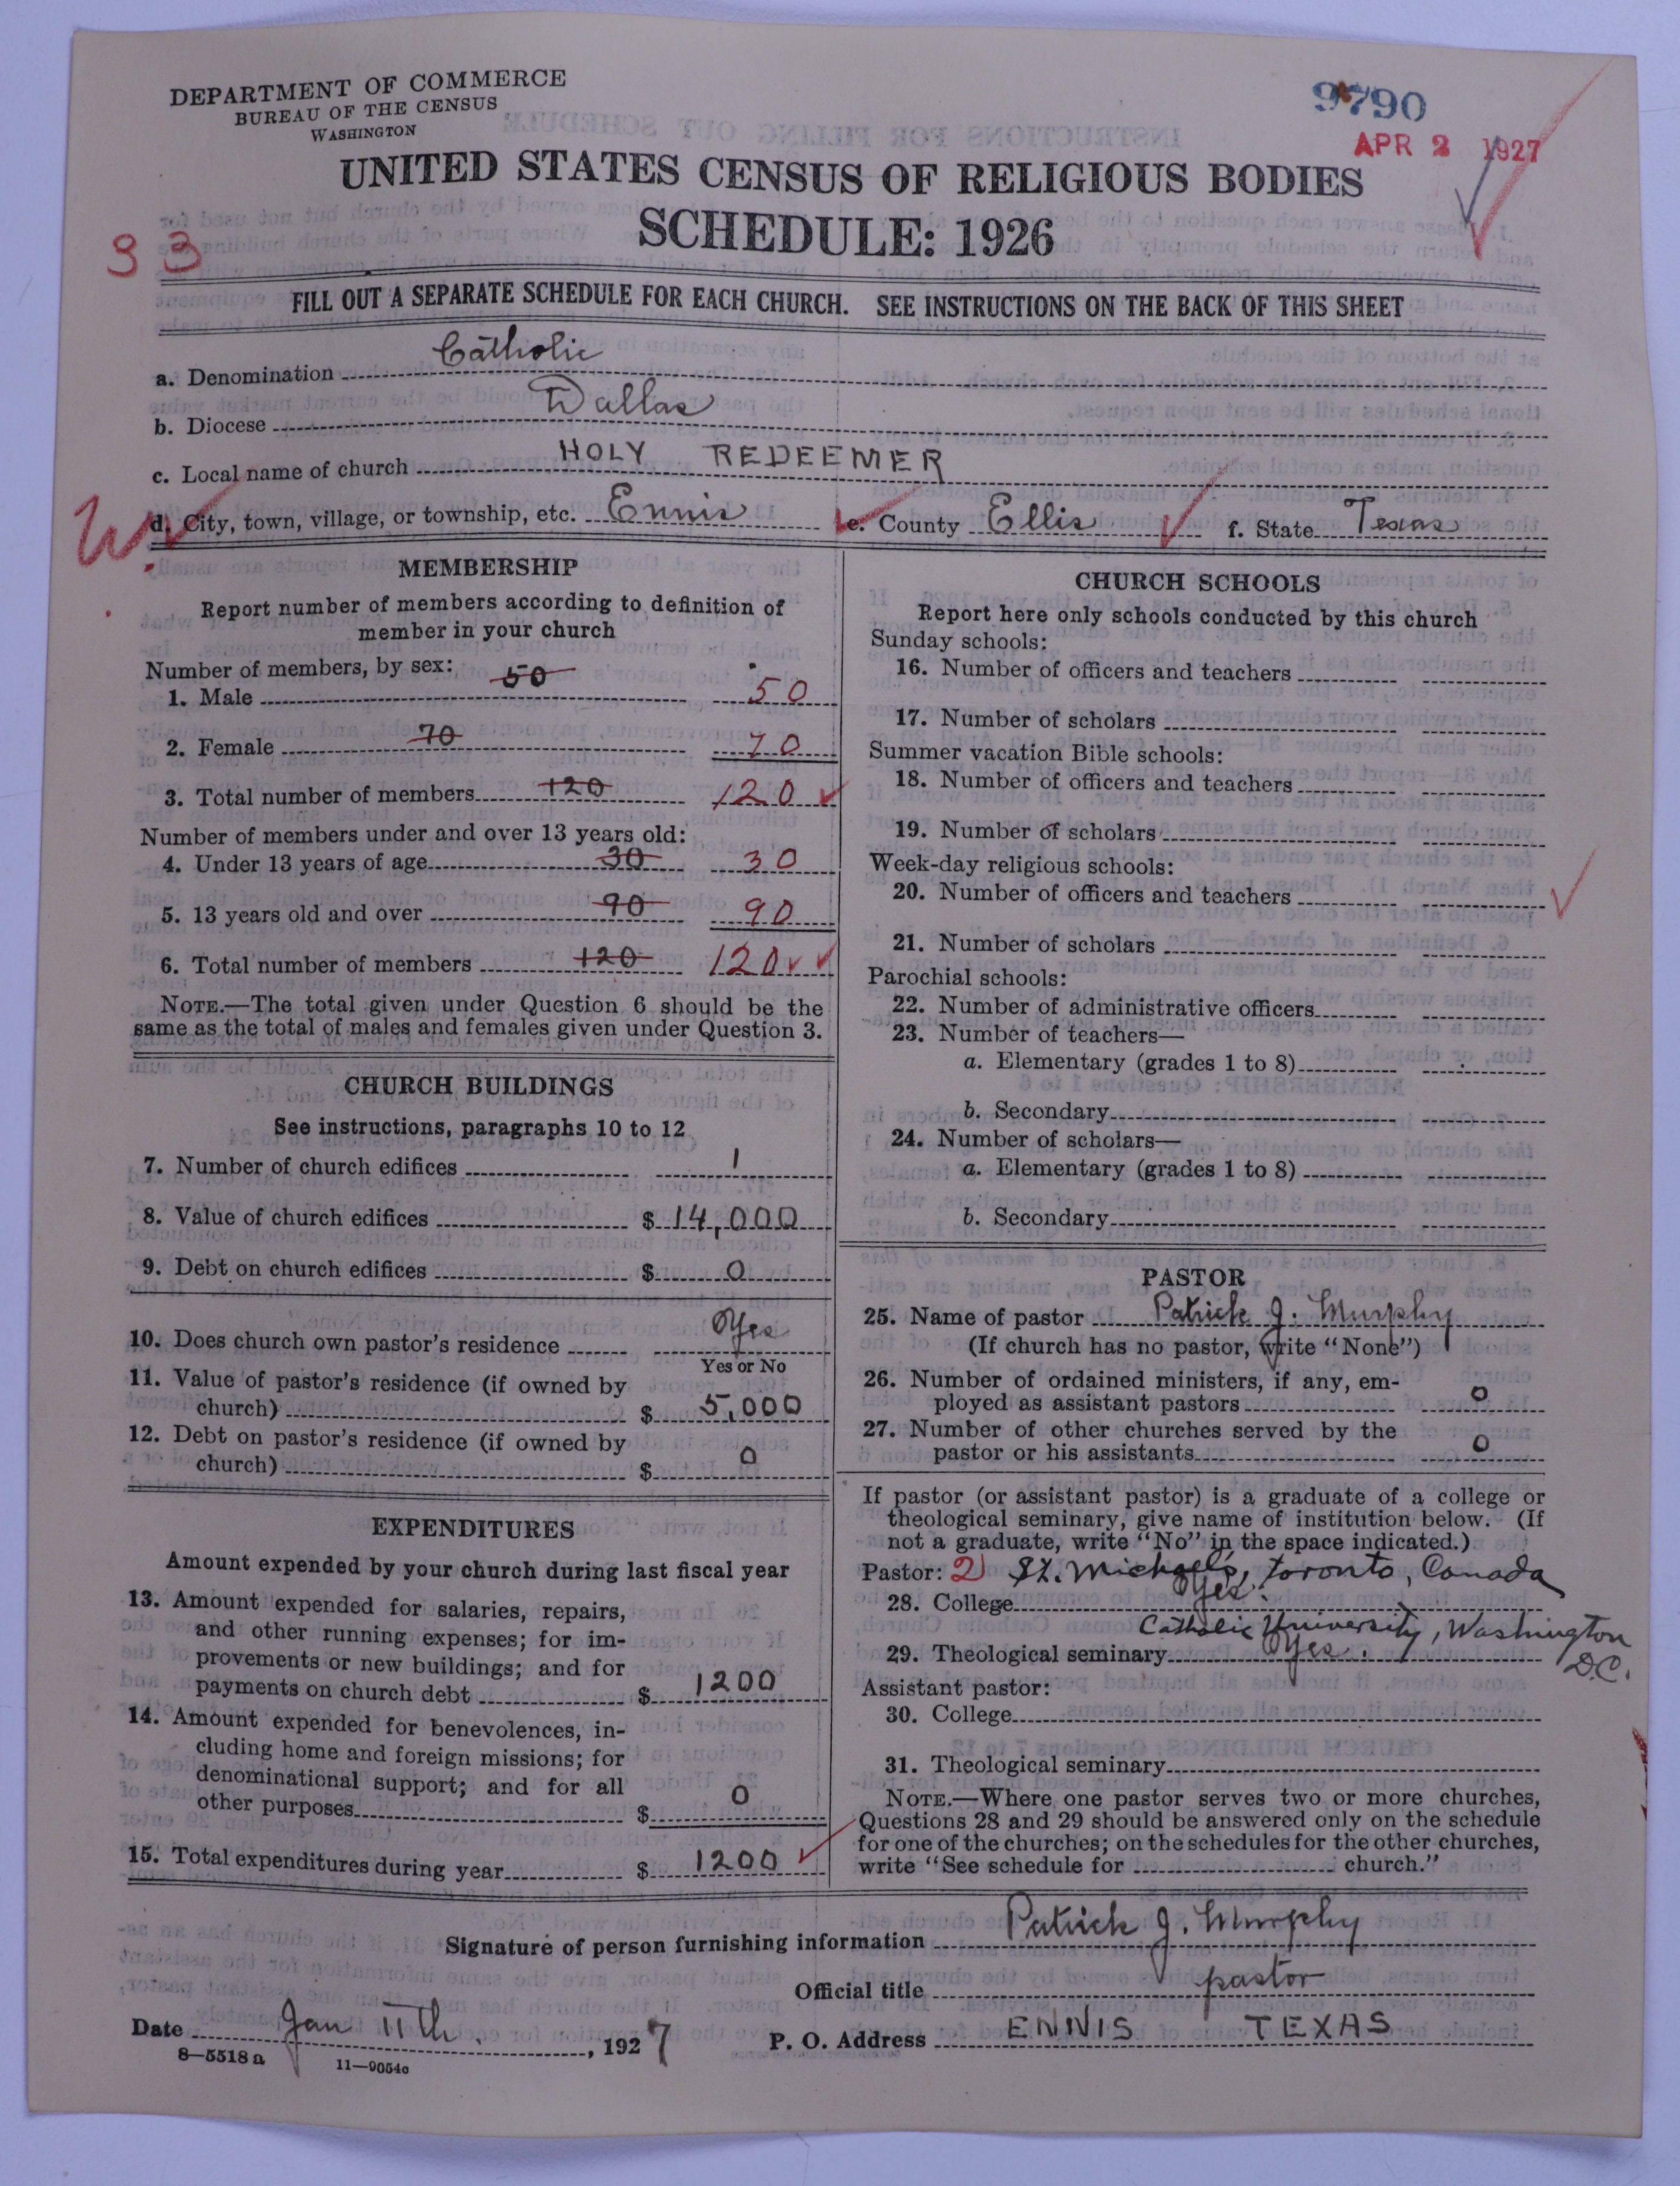 DEPARTMENT OF COMMERCE
BUREAU OF THE CENSUS
WASHINGTON
9790
APR 2 1927
UNITED STATES CENSUS OF RELIGIOUS BODIES
SCHEDULE: 1926
93
FILL OUT A SEPARATE SCHEDULE FOR EACH CHURCH. SEE INSTRUCTIONS ON THE BACK OF THIS SHEET
a. Denomination Catholic
b. Diocese Dallas
c. Local name of church HOLY REDEEMER
d. City, town, village, or township, etc. Ennis e. County Ellis f. State Texas
MEMBERSHIP
Report number of members according to definition of
member in your church
Number of members, by sex:
1. Male 50 50
2. Female 70 70
3. Total number of members 120 120
Number of members under and over 13 years old:
4. Under 13 years of age 30 30
5. 13 years old and over 90 90
6. Total number of members 120 120
NOTE.—The total given under Question 6 should be the
same as the total of males and females given under Question 3.
CHURCH BUILDINGS
See instructions, paragraphs 10 to 12
7. Number of church edifices 1
8. Value of church edifices $ 14,000
9. Debt on church edifices $ 0
10. Does church own pastor's residence Yes
Yes or No
11. Value of pastor's residence (if owned by
church) $ 5,000
12. Debt on pastor's residence (if owned by
church) $ 0
EXPENDITURES
Amount expended by your church during last fiscal year
13. Amount expended for salaries, repairs,
and other running expenses; for im-
provements or new buildings; and for
payments on church debt $ 1200
14. Amount expended for benevolences, in-
cluding home and foreign missions; for
denominational support; and for all
other purposes $ 0
15. Total expenditures during year $ 1200
CHURCH SCHOOLS
Report here only schools conducted by this church
Sunday schools:
16. Number of officers and teachers
17. Number of scholars
Summer vacation Bible schools:
18. Number of officers and teachers
19. Number of scholars
Week-day religious schools:
20. Number of officers and teachers
21. Number of scholars
Parochial schools:
22. Number of administrative officers
23. Number of teachers—
a. Elementary (grades 1 to 8)
b. Secondary
24. Number of scholars—
a. Elementary (grades 1 to 8)
b. Secondary
PASTOR
25. Name of pastor Patrick J. Murphy
(If church has no pastor, write "None")
26. Number of ordained ministers, if any, em-
ployed as assistant pastors 0
27. Number of other churches served by the
pastor or his assistants 0
If pastor (or assistant pastor) is a graduate of a college or
theological seminary, give name of institution below. (If
not a graduate, write "No" in the space indicated.)
Pastor: 2) St. Michael's, Toronto, Canada
28. College Yes.
Catholic University, Washington
D.C.
29. Theological seminary Yes.
Assistant pastor:
30. College
31. Theological seminary
NOTE.—Where one pastor serves two or more churches,
Questions 28 and 29 should be answered only on the schedule
for one of the churches; on the schedules for the other churches,
write "See schedule for church."
Signature of person furnishing information Patrick J. Murphy
Official title pastor
Date Jan 11th, 1927 P. O. Address ENNIS TEXAS
8—5518a 11—9054c